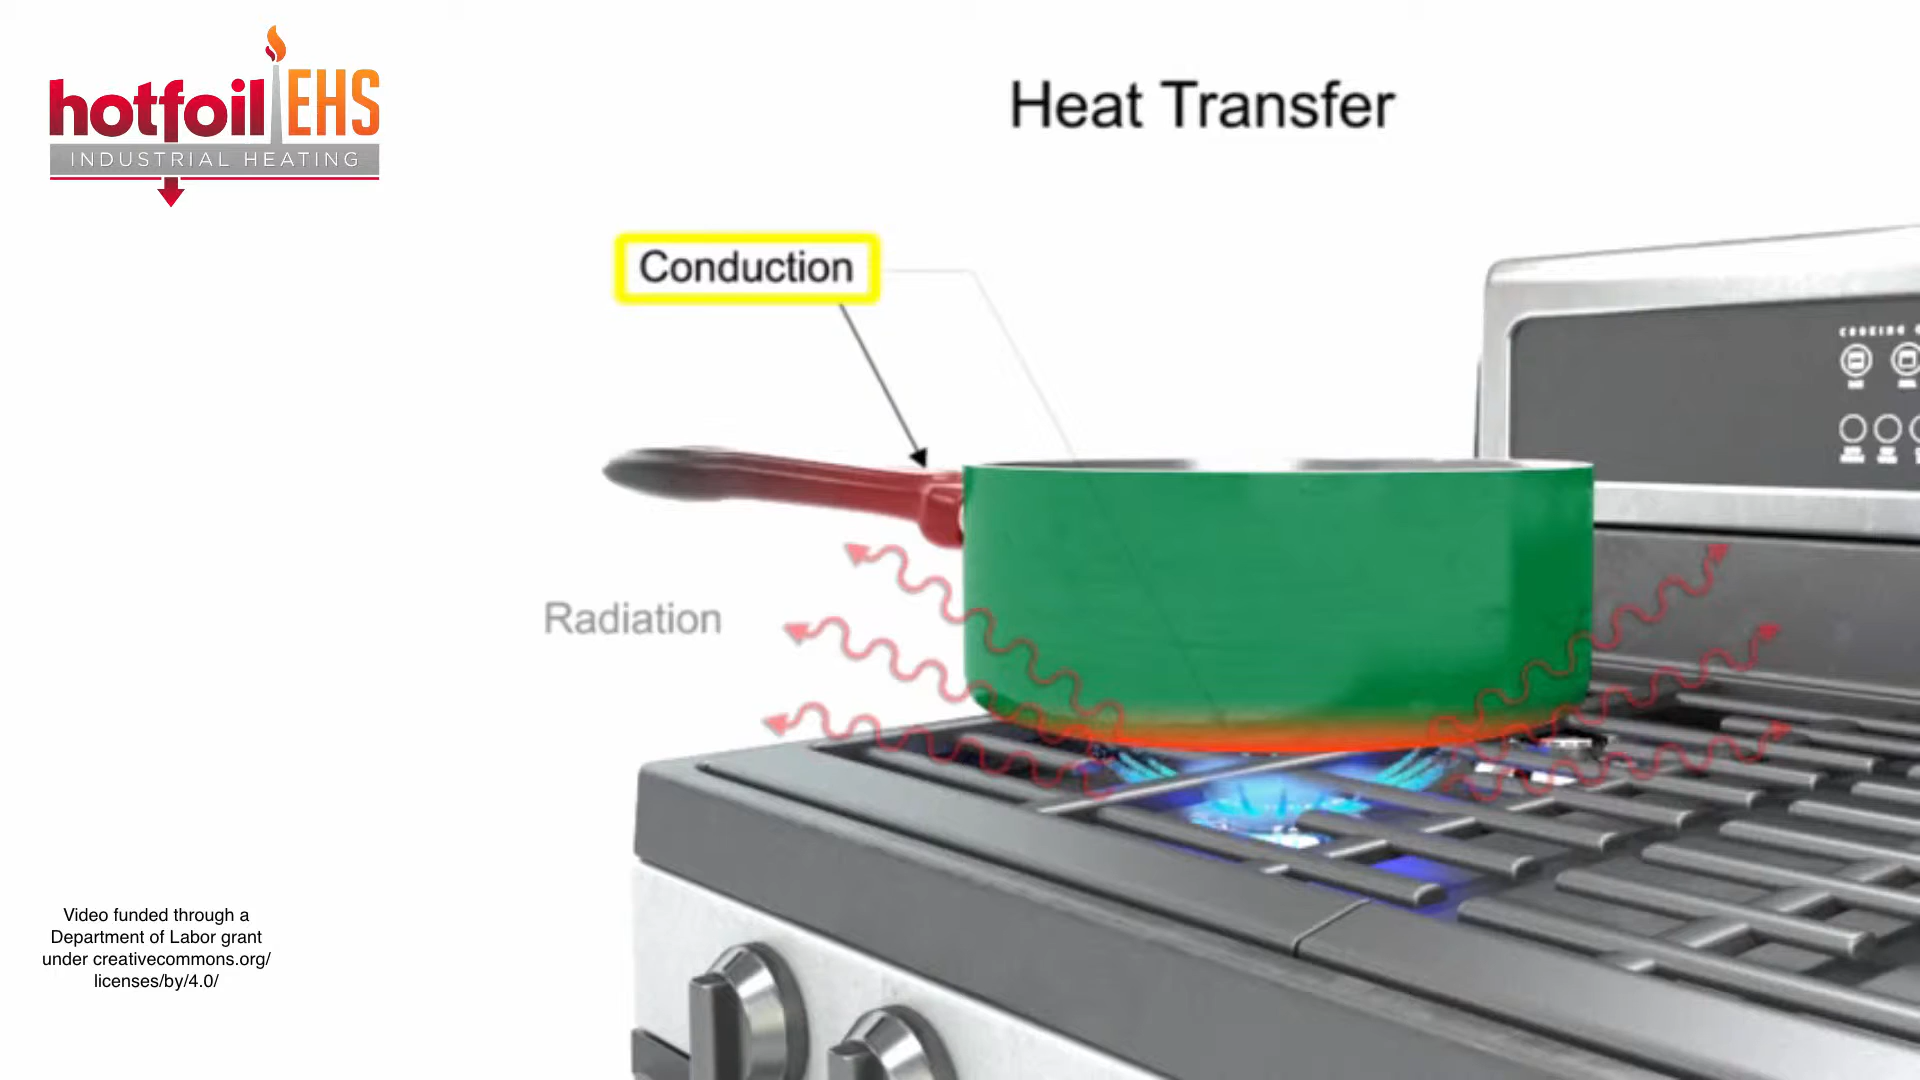 hotfoil EHS
INDUSTRIAL HEATING
Heat Transfer
Conduction
COOKING
Radiation
Video funded through a
Department of Labor grant
under creativecommons.org/
licenses/by/4.0/